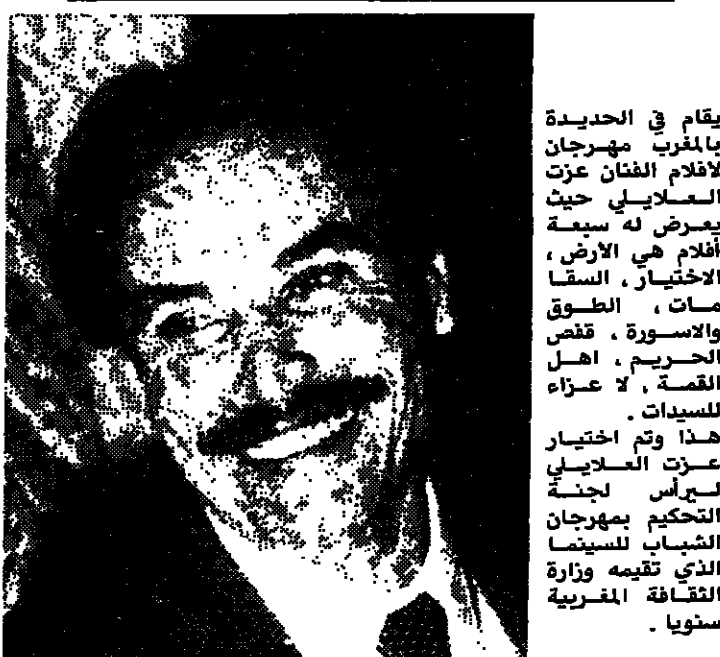 يقام في الحديدة
بالمغرب مهرجان
لافلام الفنان عزت
العلايلي حيث
يعرض له سبعة
أفلام هي الأرض ،
الاختيار ، السقا
مات ، الطوق
والاسورة ، قفص
الحريم ، اهل
القمة ، لا عزاء
للسيدات .
هذا وتم اختيار
عزت العلايلي
ليرأس لجنة
التحكيم بمهرجان
الشباب للسينما
الذي تقيمه وزارة
الثقافة المغربية
سنويا .